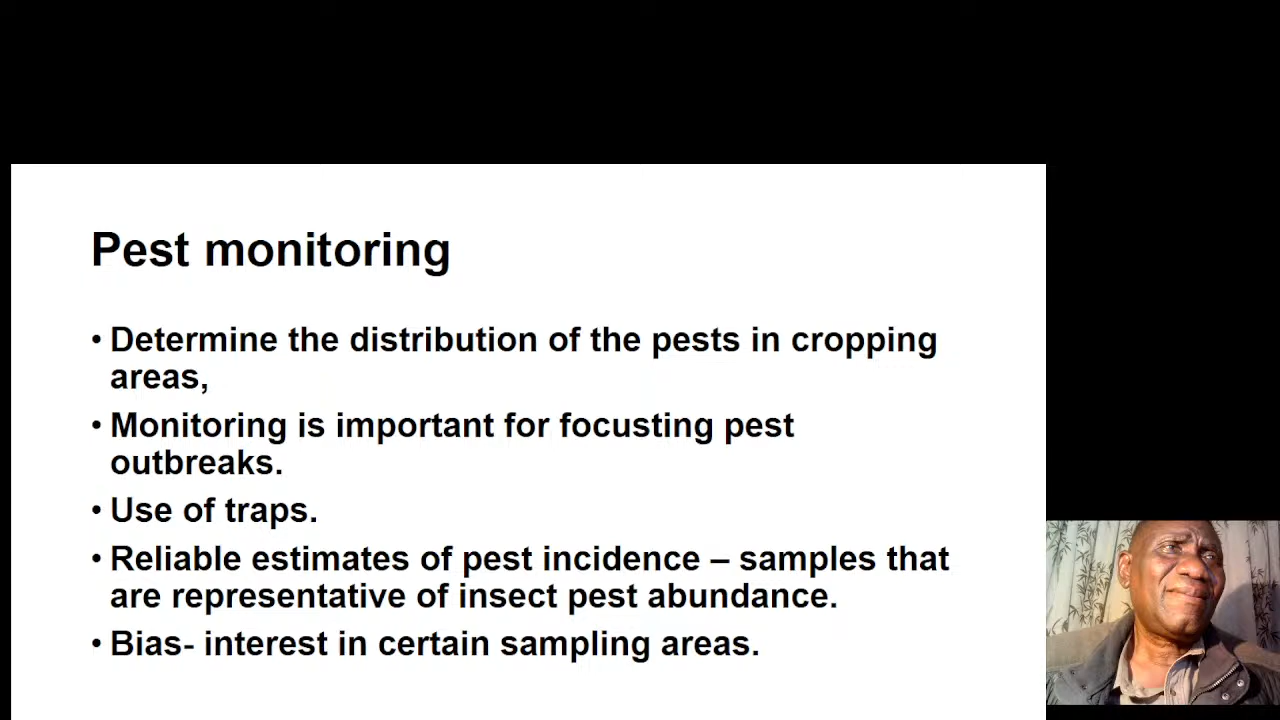 Pest monitoring
• Determine the distribution of the pests in cropping
areas,
• Monitoring is important for focusting pest
outbreaks.
• Use of traps.
• Reliable estimates of pest incidence – samples that
are representative of insect pest abundance.
• Bias- interest in certain sampling areas.